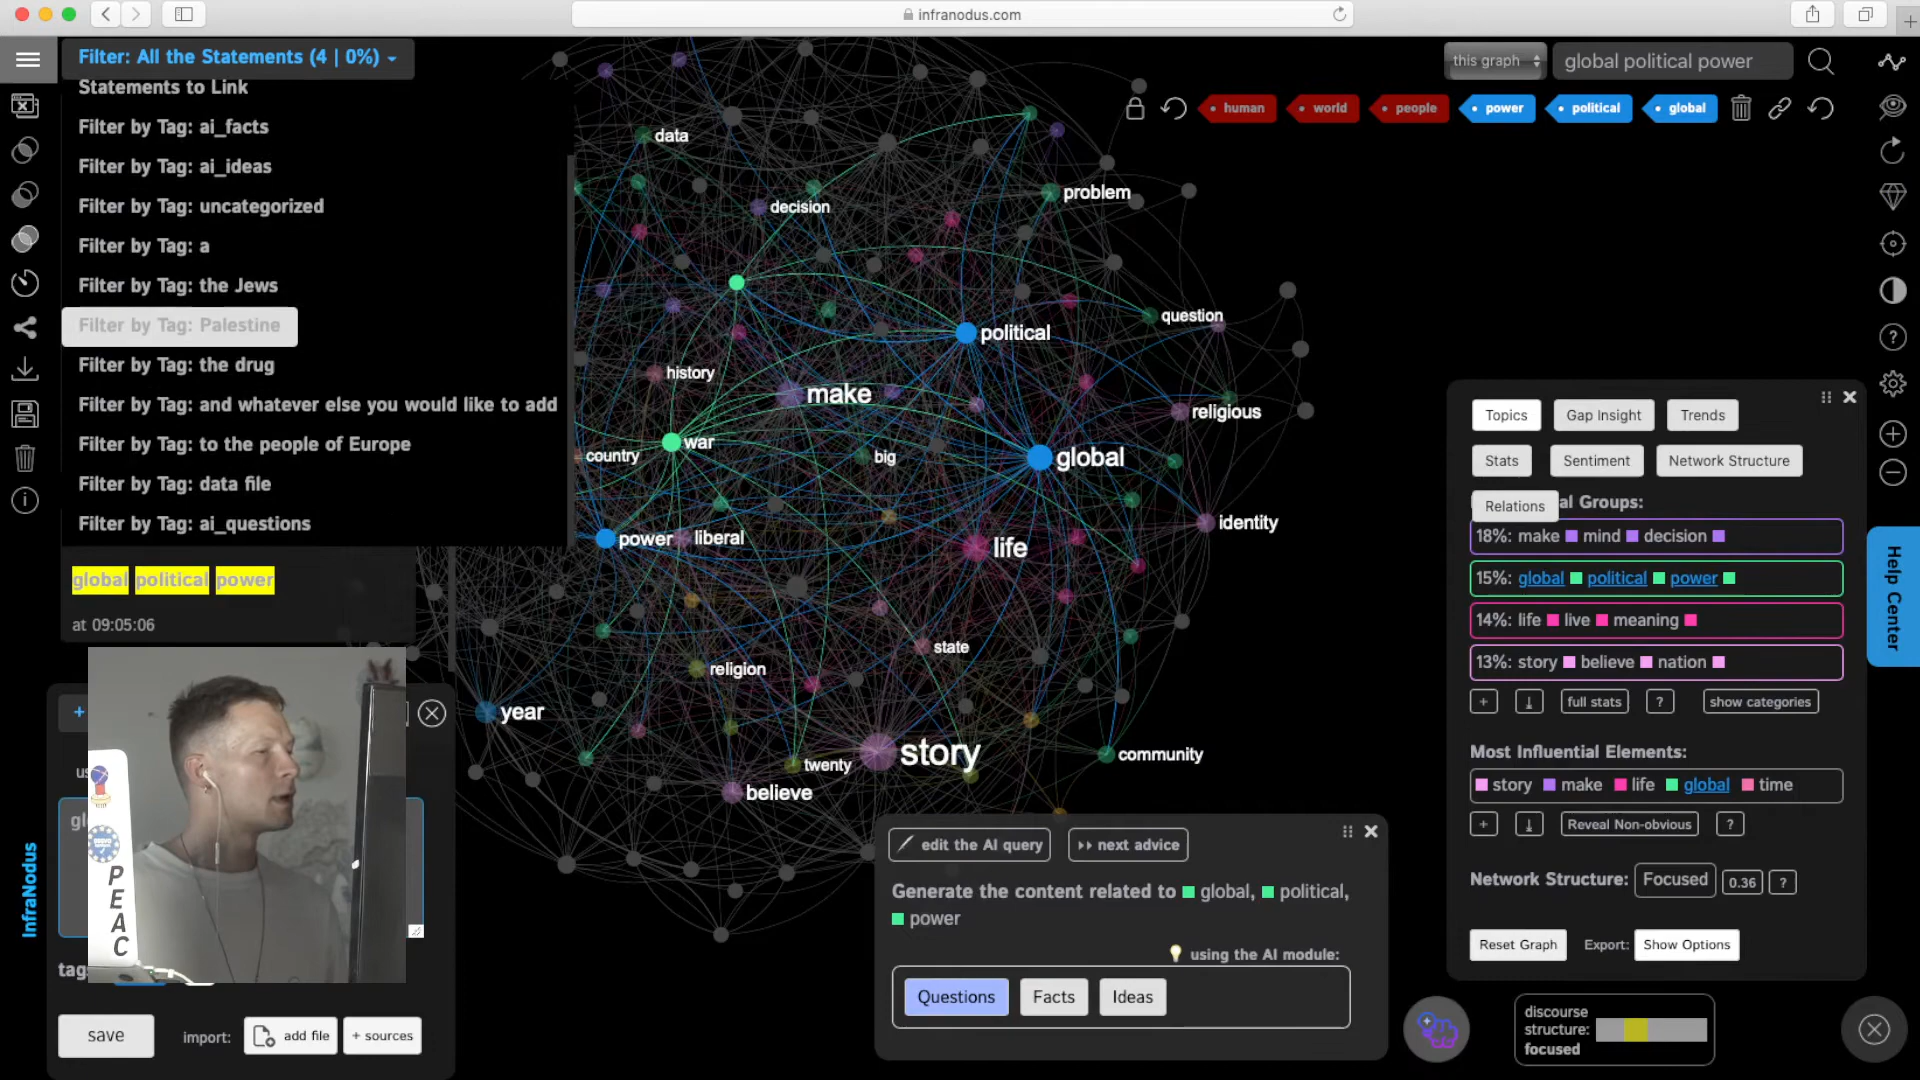 infranodus.com
Filter: All the Statements (4 | 0%)
Statements to Link
Filter by Tag: ai_facts
Filter by Tag: ai_ideas
Filter by Tag: uncategorized
Filter by Tag: a
Filter by Tag: the Jews
Filter by Tag: Palestine
Filter by Tag: the drug
Filter by Tag: and whatever else you would like to add
Filter by Tag: to the people of Europe
Filter by Tag: data file
Filter by Tag: ai_questions
global political power
at 09:05:06
this graph
global political power
human
world
people
power
political
global
data
problem
decision
question
political
history
make
religious
war
country
big
global
identity
power
liberal
life
state
religion
year
story
twenty
community
believe
Topics
Gap Insight
Trends
Stats
Sentiment
Network Structure
Relations
al Groups:
18%: make mind decision
15%: global political power
14%: life live meaning
13%: story believe nation
+
full stats
?
show categories
Most Influential Elements:
story make life global time
+
Reveal Non-obvious
?
Network Structure: Focused 0.36 ?
Reset Graph
Export:
Show Options
Help Center
edit the AI query
next advice
Generate the content related to global, political,
power
using the AI module:
Questions
Facts
Ideas
discourse
structure:
focused
InfraNodus
+
us
gl
tags
PEAC
save
import:
add file
+ sources